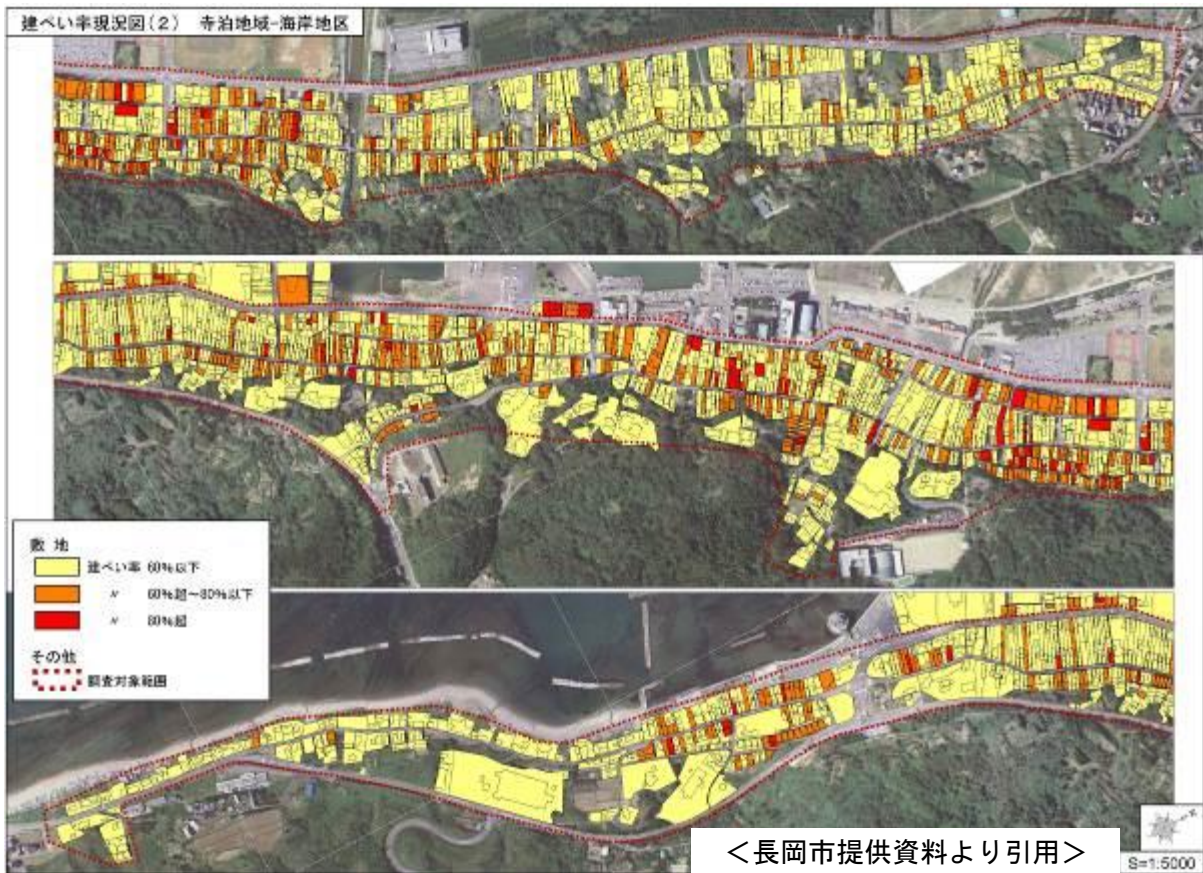 建ぺい率現況図(2) 寺泊地域-海岸地区
敷地
建ぺい率 60%以下
〃 60%超~80%以下
〃 80%超
その他
調査対象範囲
<長岡市提供資料より引用>
S=1:5000